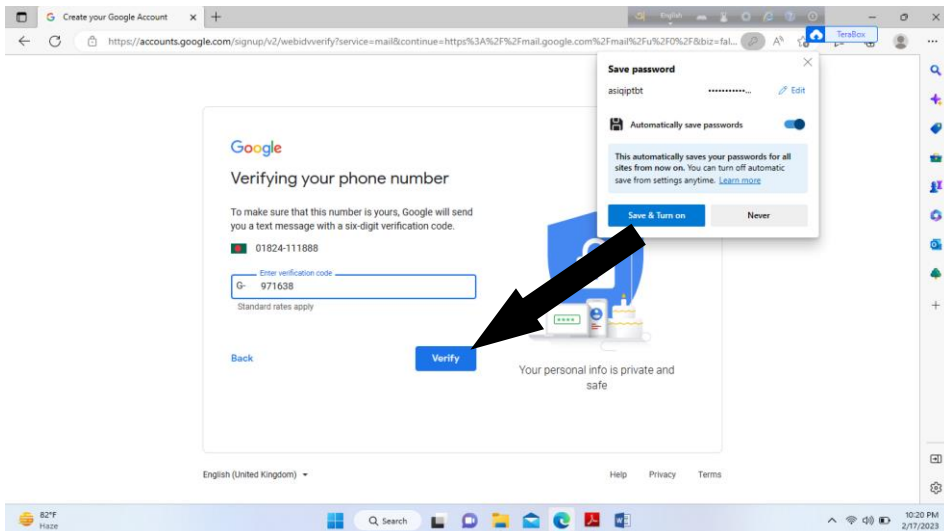 Create your Google Account
English
https://accounts.google.com/signup/v2/webidvverify?service=mail&continue=https%3A%2F%2Fmail.google.com%2Fmail%2Fu%2F0%2F&biz=fal...
TeraBox
Save password
asiqiptbt ••••••••••••... Edit
Automatically save passwords
This automatically saves your passwords for all
sites from now on. You can turn off automatic
save from settings anytime. Learn more
Save & Turn on Never
Google
Verifying your phone number
To make sure that this number is yours, Google will send
you a text message with a six-digit verification code.
01824-111888
Enter verification code
G- 971638
Standard rates apply
Back Verify
Your personal info is private and
safe
English (United Kingdom)
Help Privacy Terms
82°F
Haze
Search
10:20 PM
2/17/2023